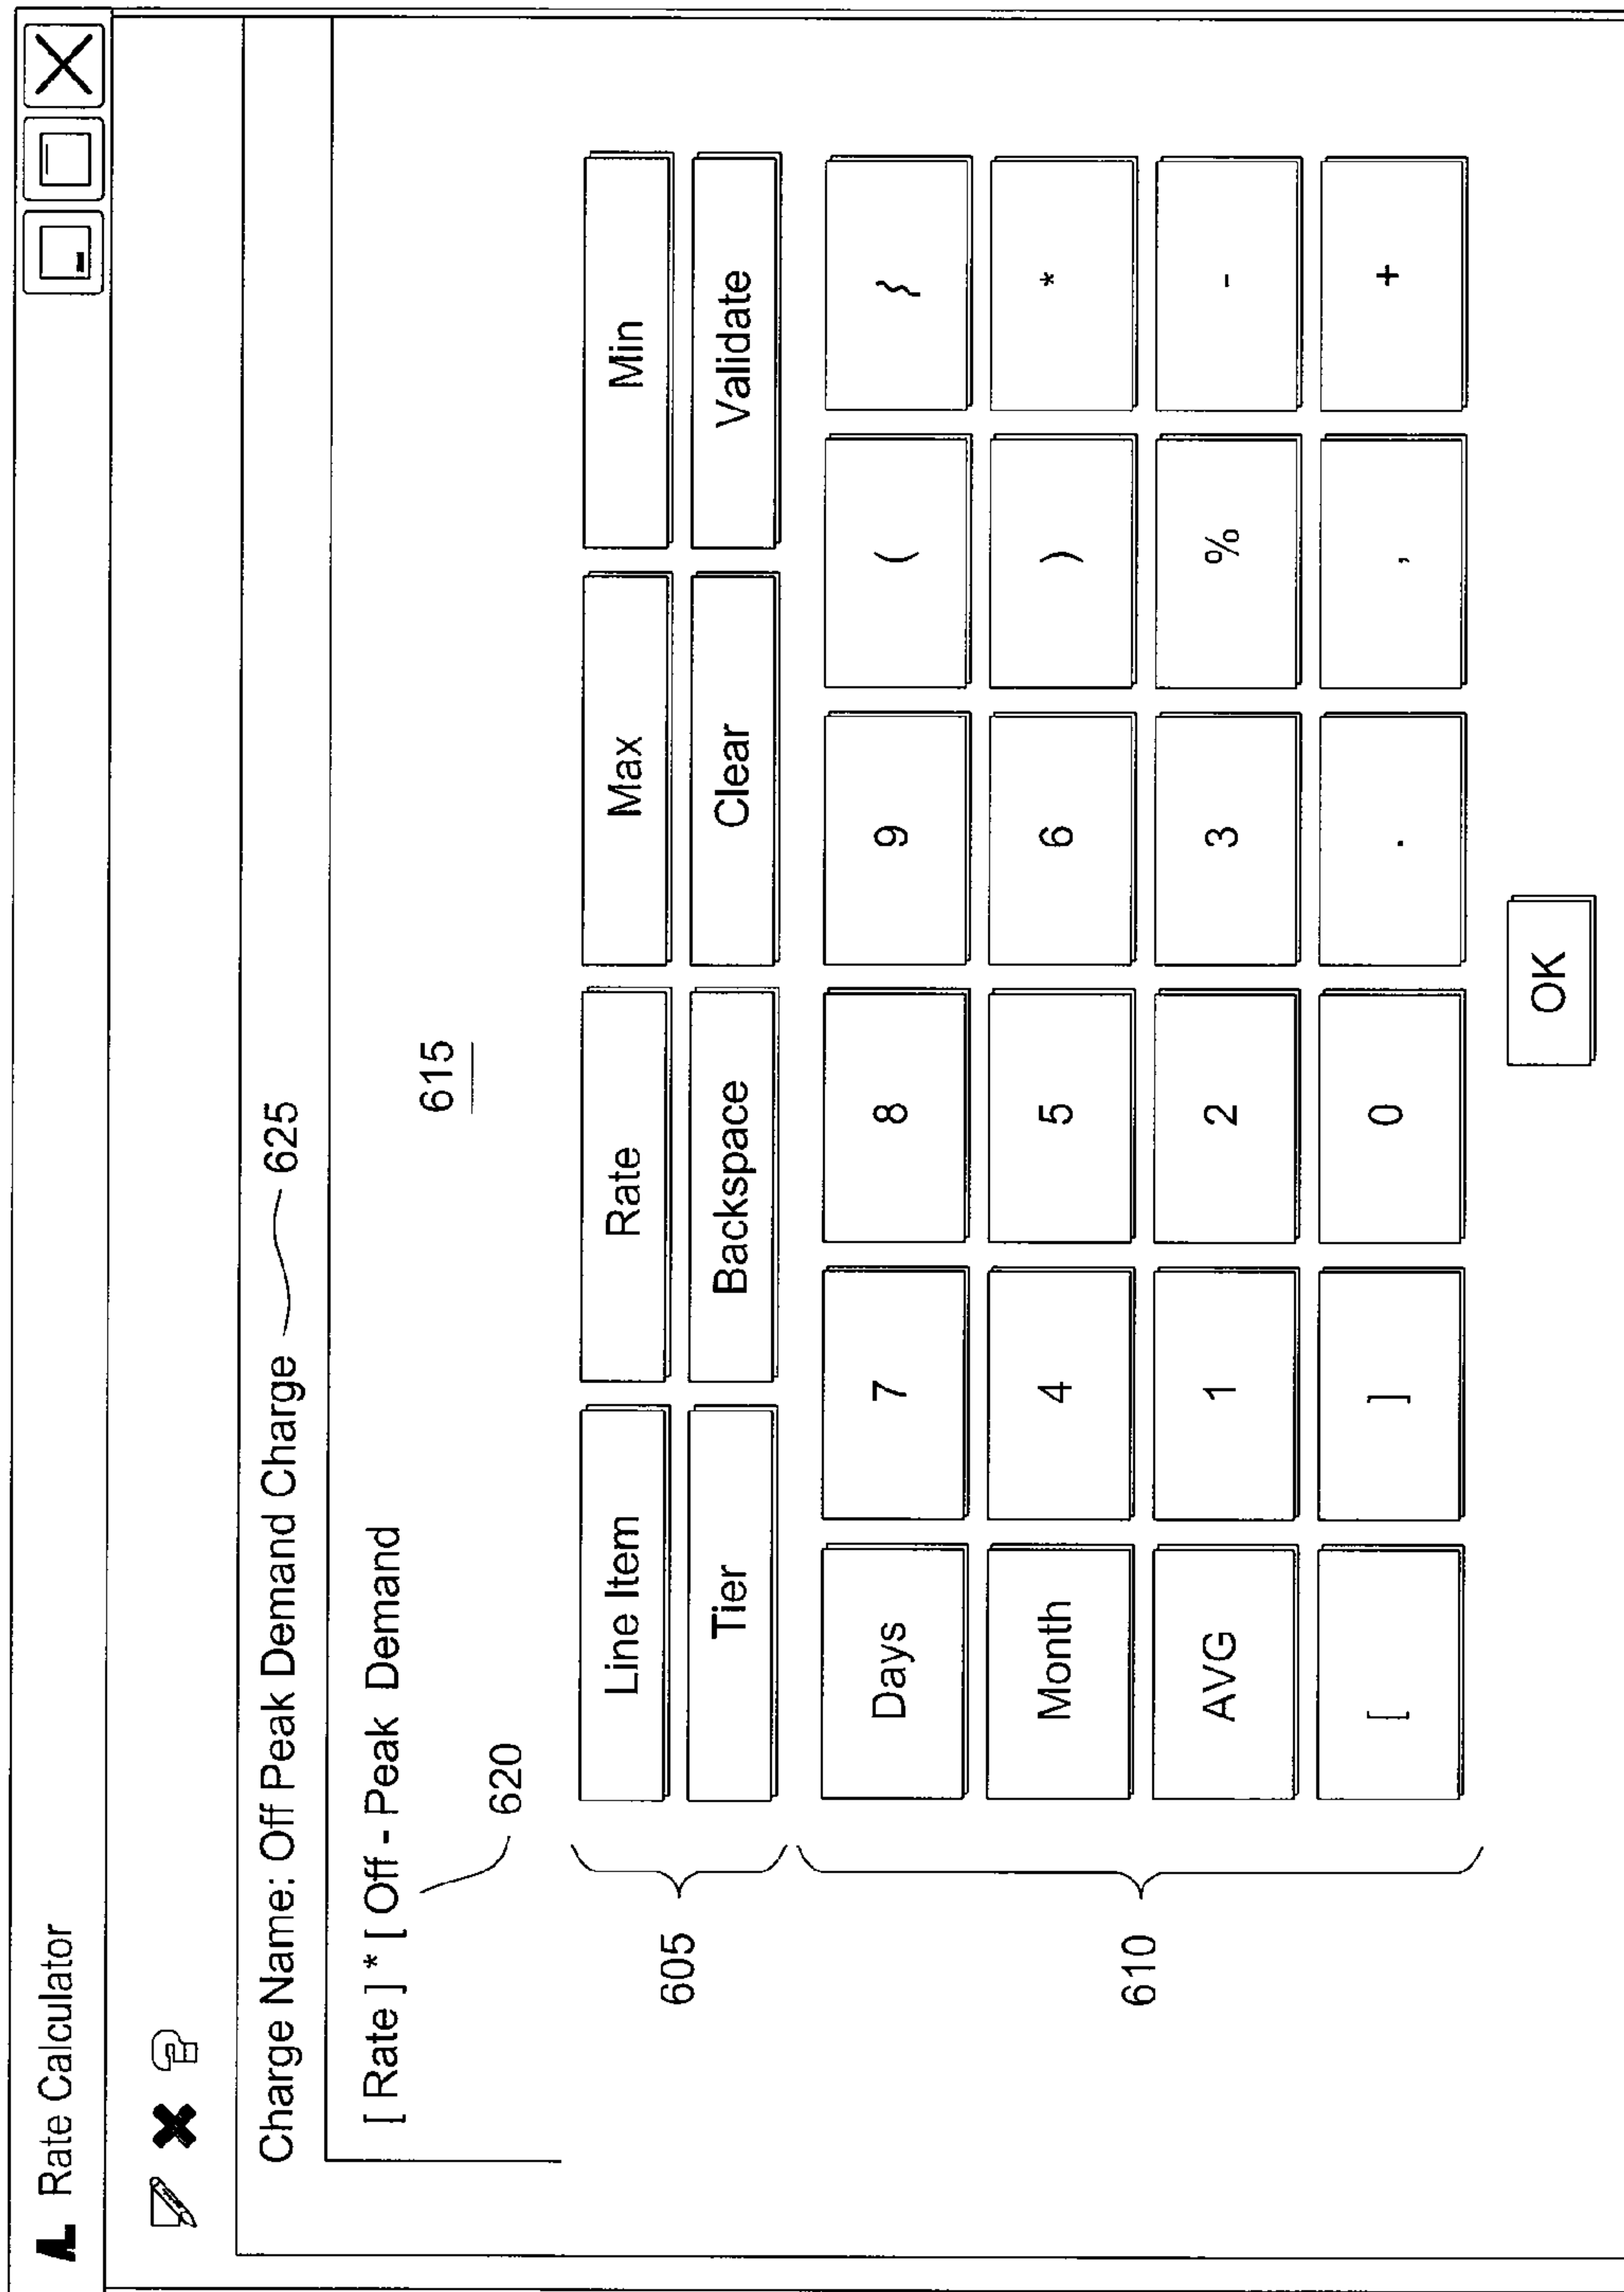 Rate Calculator
Charge Name: Off Peak Demand Charge 625
[ Rate ] * [ Off - Peak Demand
615
620
605
Line Item Rate Max Min
Tier Backspace Clear Validate
610
Days 7 8 9 (
Month 4 5 6 ) *
AVG 1 2 3 % -
[ ] 0 . , +
OK